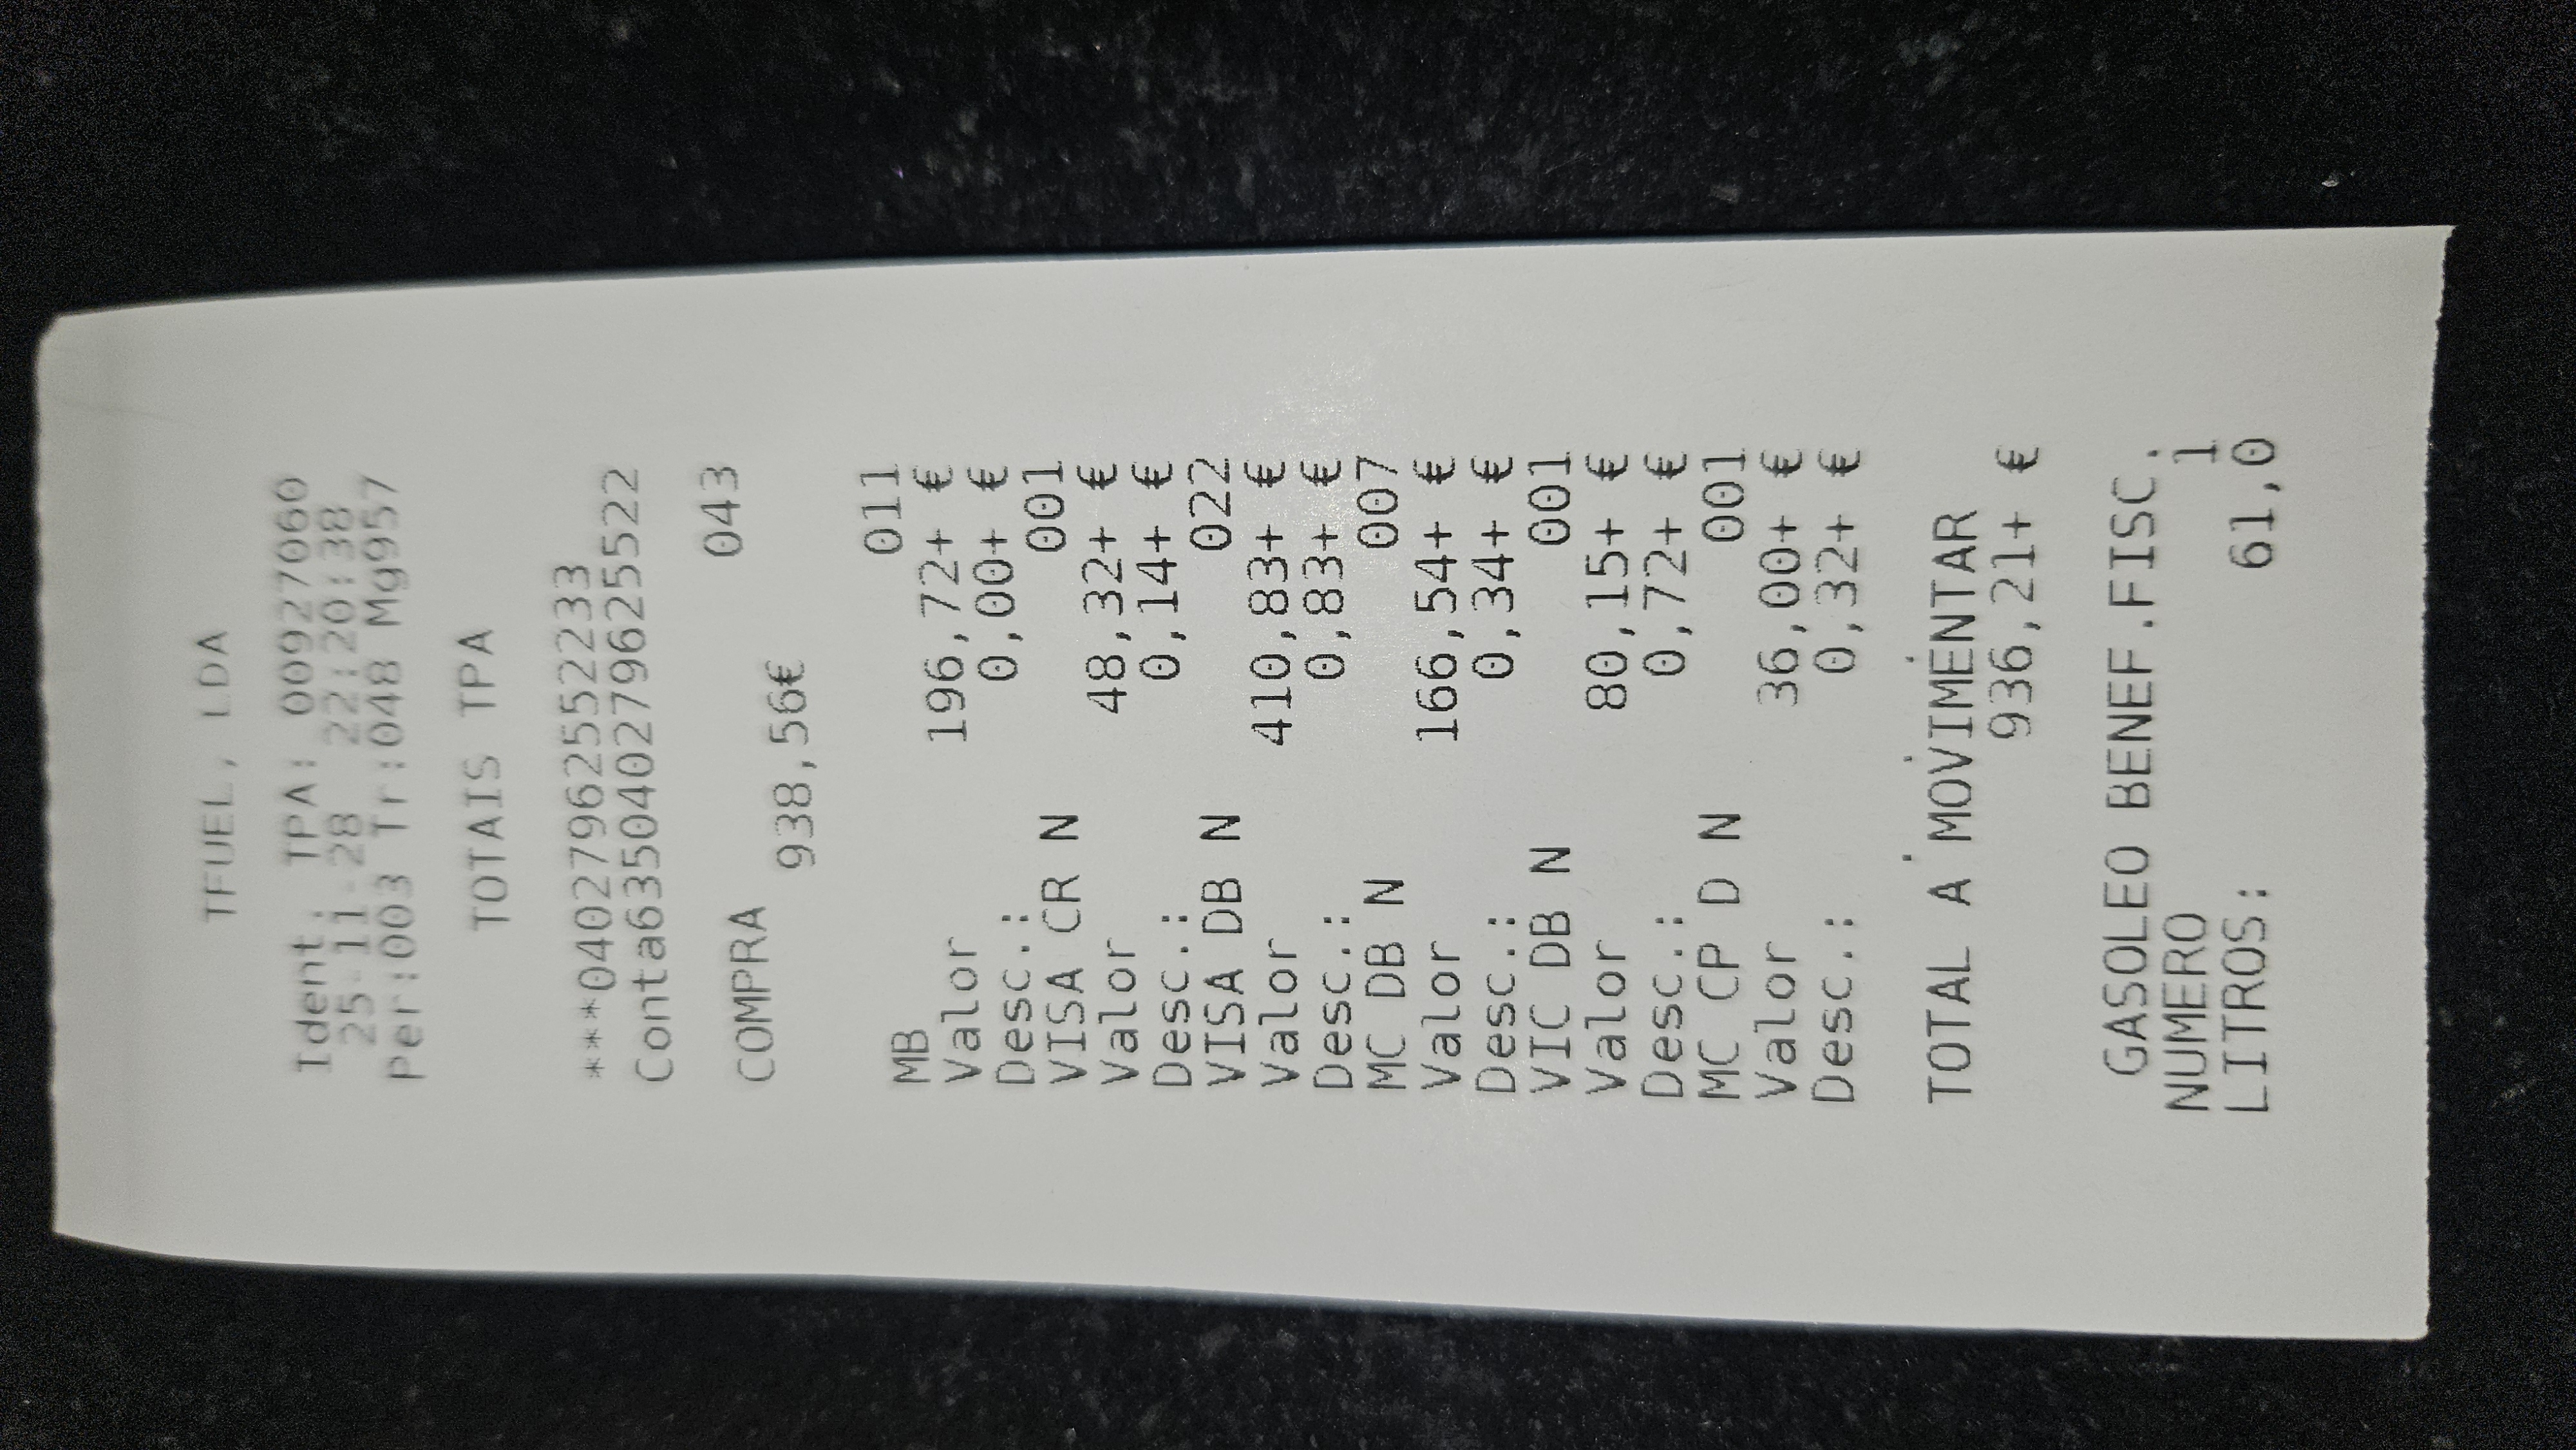 TFUEL, LDA
Ident. TPA: 00927060
25-11-28 22:20:38
Per:003 Tr:048 Mg957
TOTAIS TPA
***04027962552233
Conta635040279625522
COMPRA 043
938,56€
MB 011
Valor 196,72+ €
Desc.: 0,00+ €
VISA CR N 001
Valor 48,32+ €
Desc.: 0,14+ €
VISA DB N 022
Valor 410,83+ €
Desc.: 0,83+ €
MC DB N 007
Valor 166,54+ €
Desc.: 0,34+ €
VIC DB N 001
Valor 80,15+ €
Desc.: 0,72+ €
MC CP D N 001
Valor 36,00+ €
Desc.: 0,32+ €
TOTAL A MOVIMENTAR
936,21+ €
GASOLEO BENEF.FISC.
NUMERO 1
LITROS: 61,0